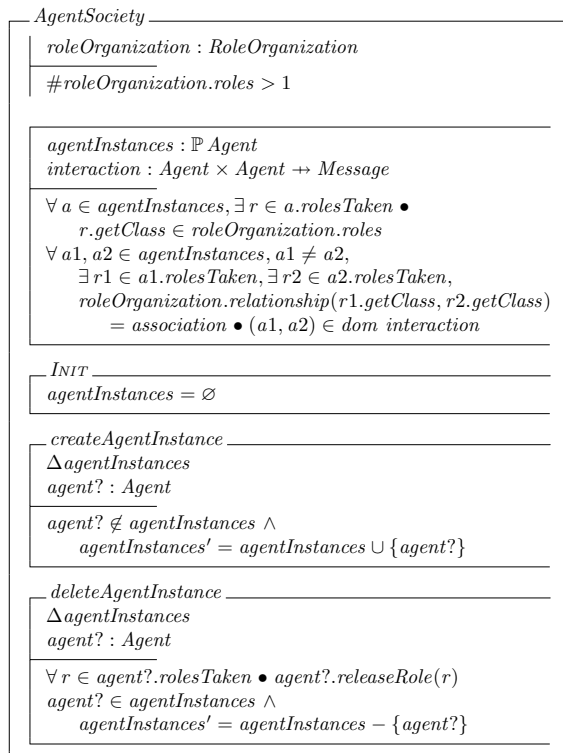 AgentSociety
roleOrganization : RoleOrganization
#roleOrganization.roles > 1
agentInstances : ℙ Agent
interaction : Agent × Agent ⇸ Message
∀ a ∈ agentInstances, ∃ r ∈ a.rolesTaken •
r.getClass ∈ roleOrganization.roles
∀ a1, a2 ∈ agentInstances, a1 ≠ a2,
∃ r1 ∈ a1.rolesTaken, ∃ r2 ∈ a2.rolesTaken,
roleOrganization.relationship(r1.getClass, r2.getClass)
= association • (a1, a2) ∈ dom interaction
INIT
agentInstances = ∅
createAgentInstance
ΔagentInstances
agent? : Agent
agent? ∉ agentInstances ∧
agentInstances′ = agentInstances ∪ {agent?}
deleteAgentInstance
ΔagentInstances
agent? : Agent
∀ r ∈ agent?.rolesTaken • agent?.releaseRole(r)
agent? ∈ agentInstances ∧
agentInstances′ = agentInstances − {agent?}